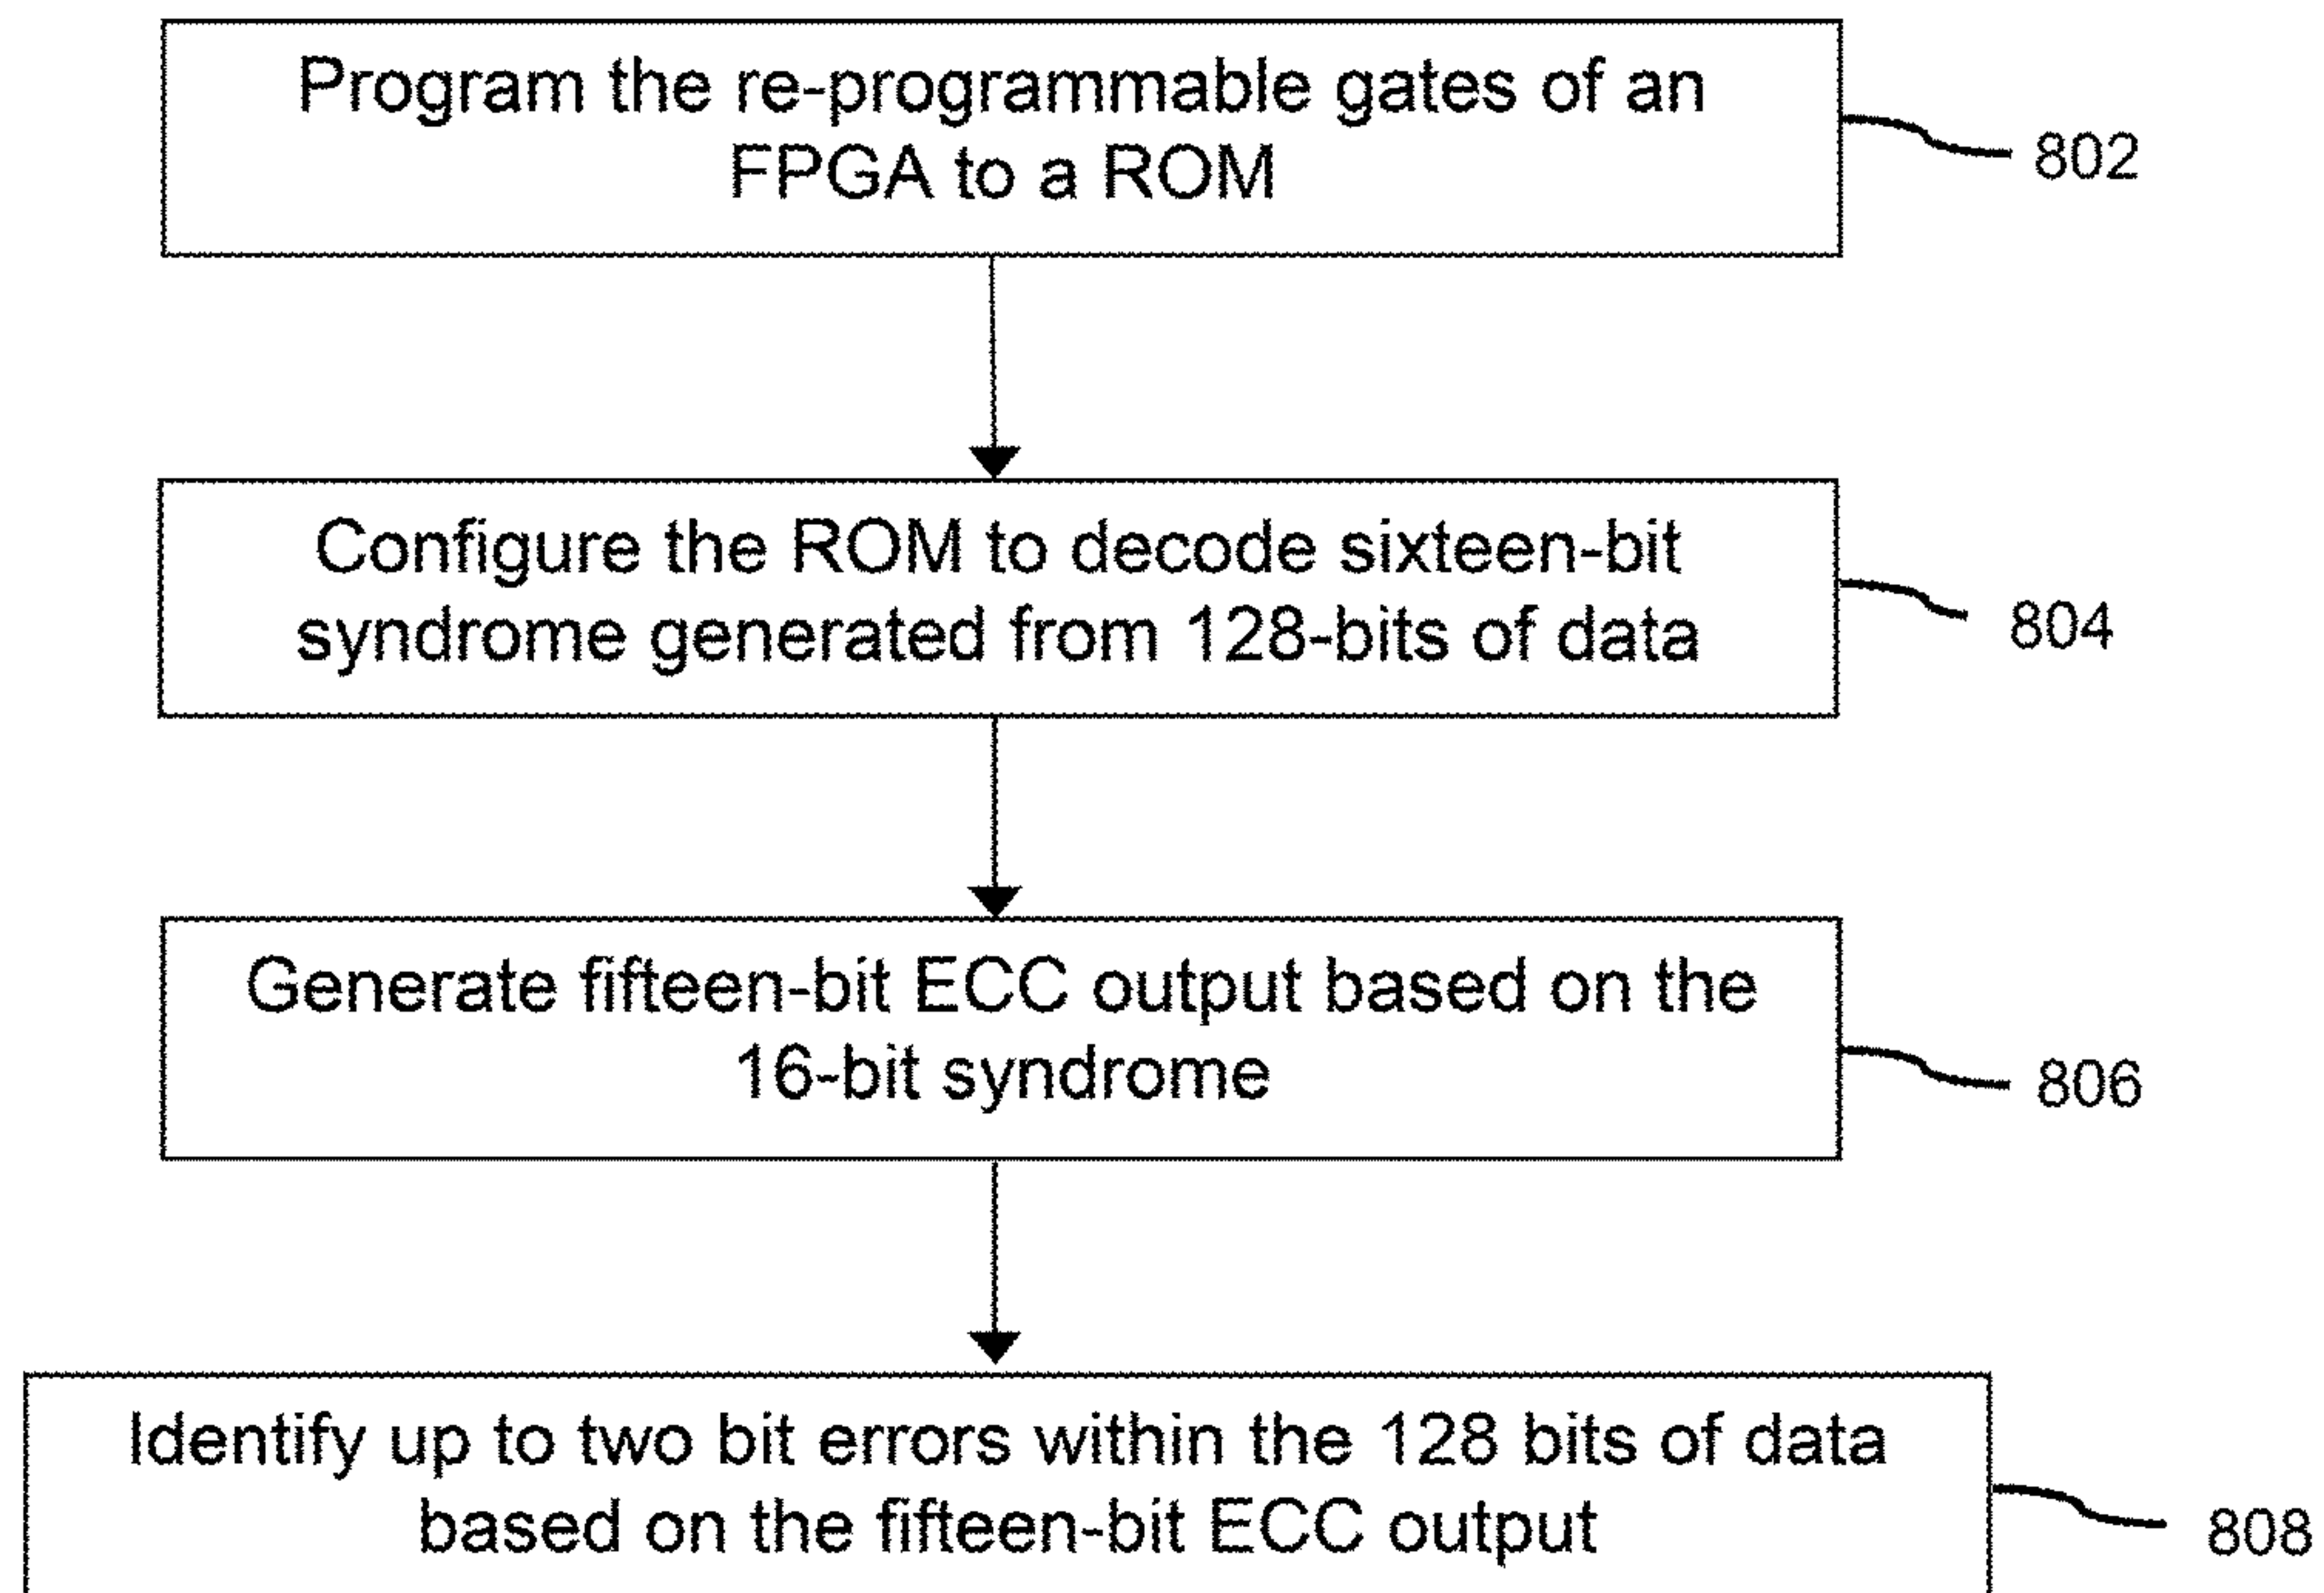 Program the re-programmable gates of an
FPGA to a ROM
802
Configure the ROM to decode sixteen-bit
syndrome generated from 128-bits of data
804
Generate fifteen-bit ECC output based on the
16-bit syndrome
806
Identify up to two bit errors within the 128 bits of data
based on the fifteen-bit ECC output
808